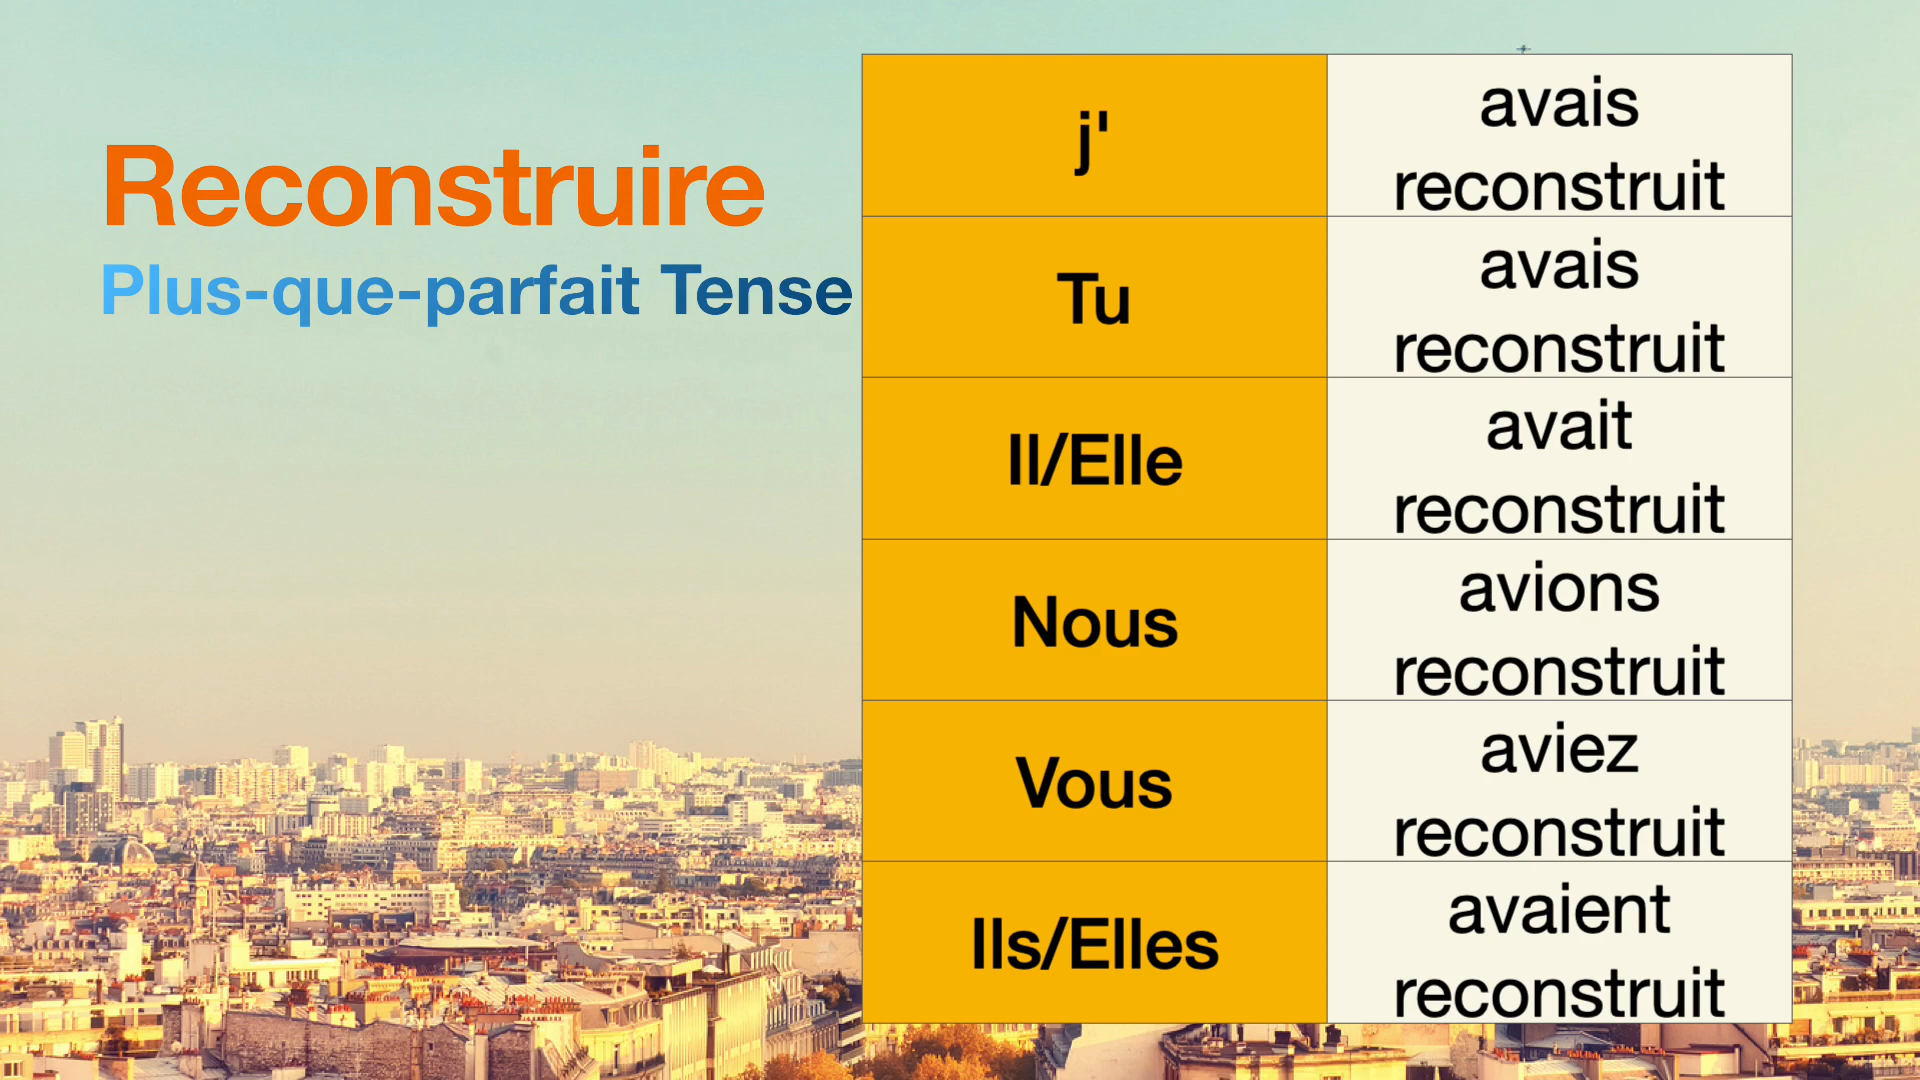 Reconstruire
Plus-que-parfait Tense
j'
avais
reconstruit
Tu
avais
reconstruit
Il/Elle
avait
reconstruit
Nous
avions
reconstruit
Vous
aviez
reconstruit
Ils/Elles
avaient
reconstruit